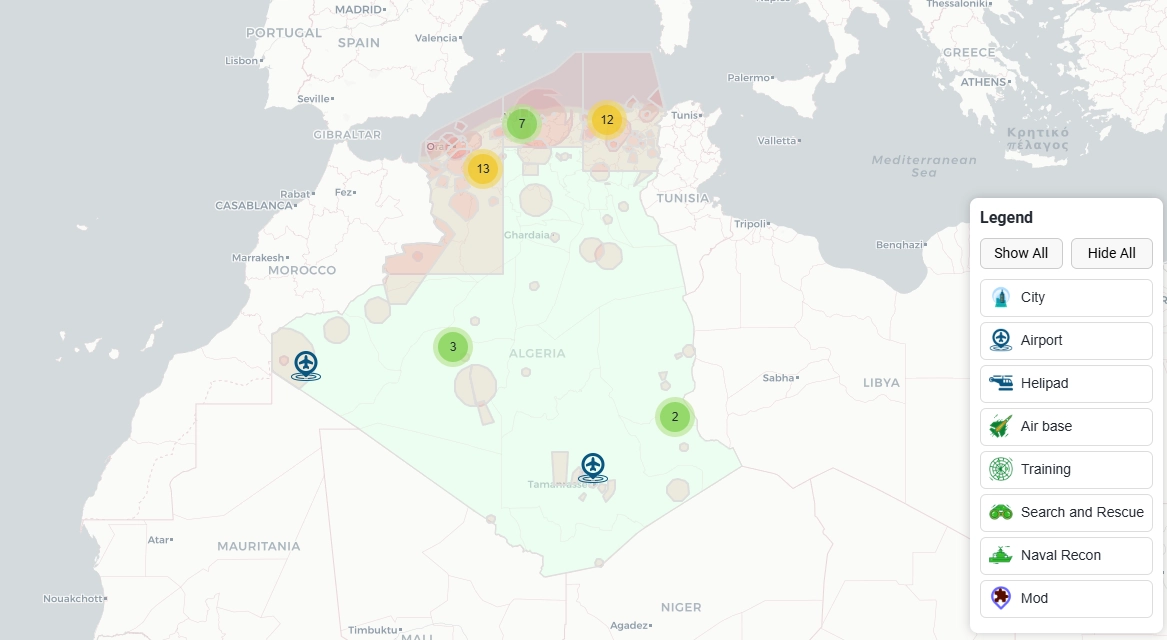 MADRID
PORTUGAL
SPAIN
Valencia
Lisbon
Seville
GIBRALTAR
Thessaloniki
GREECE
ATHENS
Palermo
Tunis
Valletta
Κρητικό
πέλαγος
Mediterranean
Sea
7
12
13
Rabat
Fez
CASABLANCA
TUNISIA
Tripoli
Benghazi
Ghardaia
Marrakesh
MOROCCO
3
ALGERIA
Sabha
LIBYA
2
Tamanrasset
Atar
MAURITANIA
Nouakchott
Timbuktu
MALI
NIGER
Agadez
Legend
Show All
Hide All
City
Airport
Helipad
Air base
Training
Search and Rescue
Naval Recon
Mod